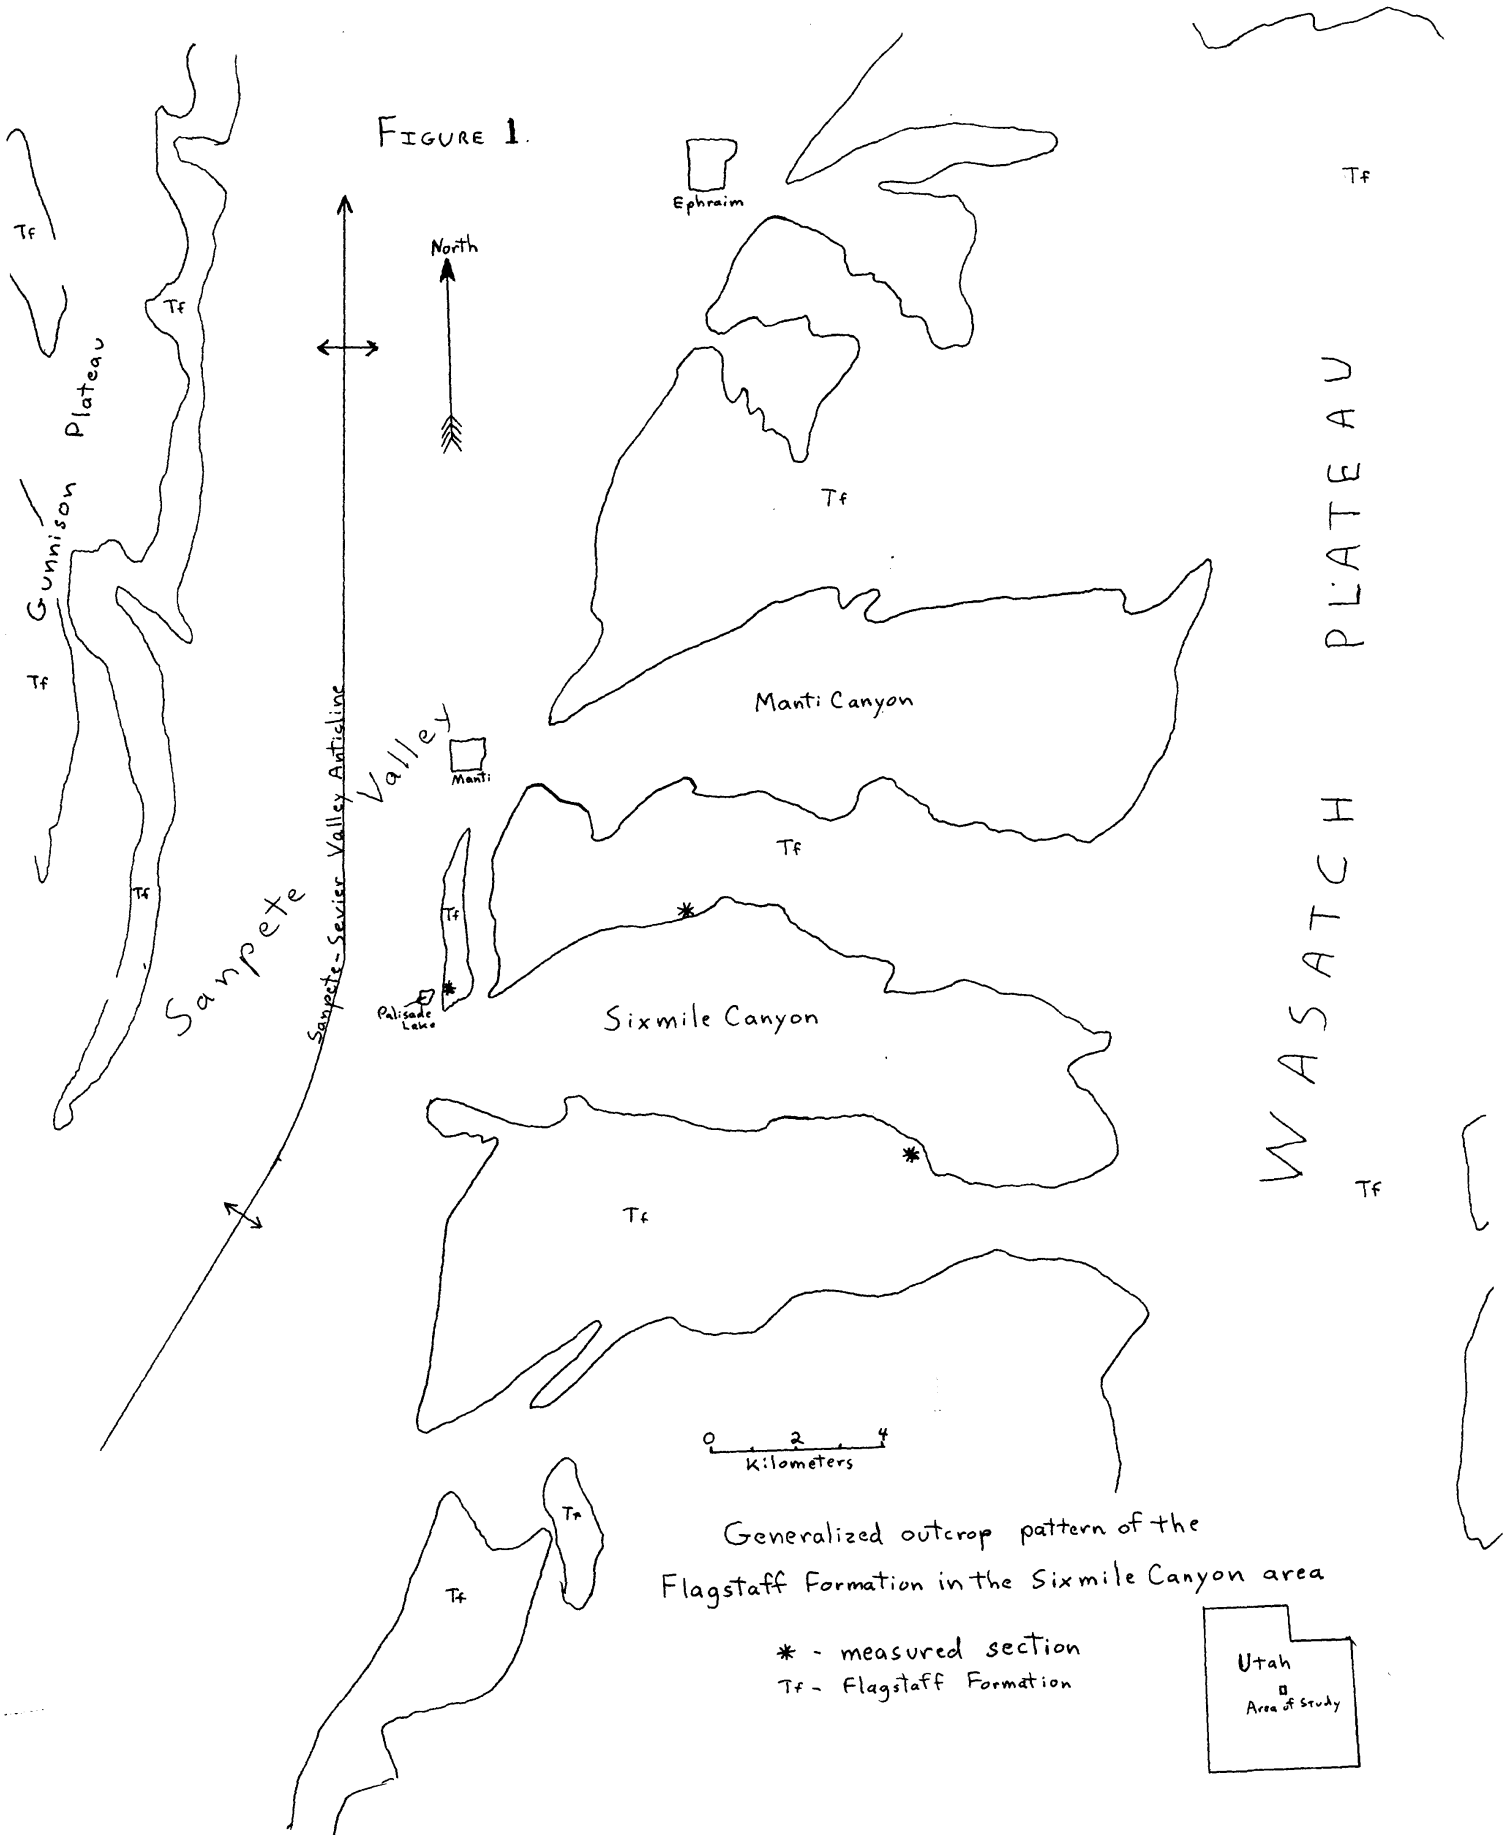 FIGURE 1.
Ephraim
Tf
North
Tf
Tf
Gunnison Plateau
Tf
WASATCH PLATEAU
Tf
Manti Canyon
Sanpete Valley
Manti
Sanpete-Sevier Valley Anticline
Tf
Tf
Tf
Palisade
Lake
Sixmile Canyon
Tf
Tf
0 2 4
Kilometers
Tf
Tf
Generalized outcrop pattern of the
Flagstaff Formation in the Sixmile Canyon area
* - measured section
Tf - Flagstaff Formation
Utah
Area of Study